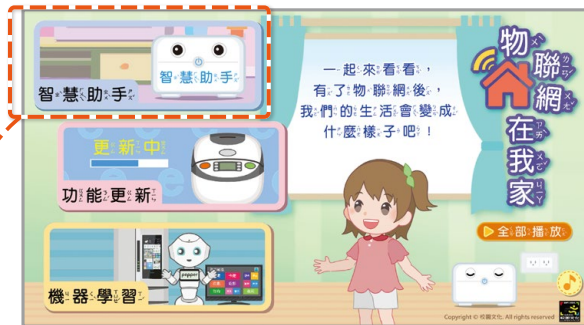 智慧助手
智慧助手
更新中
功能更新
pepper
機器學習
一起來看看，
有了物聯網後，
我們的生活會變成
什麼樣子吧！
物聯網在我家
全部播放
Copyright © 校園文化. All rights reserved